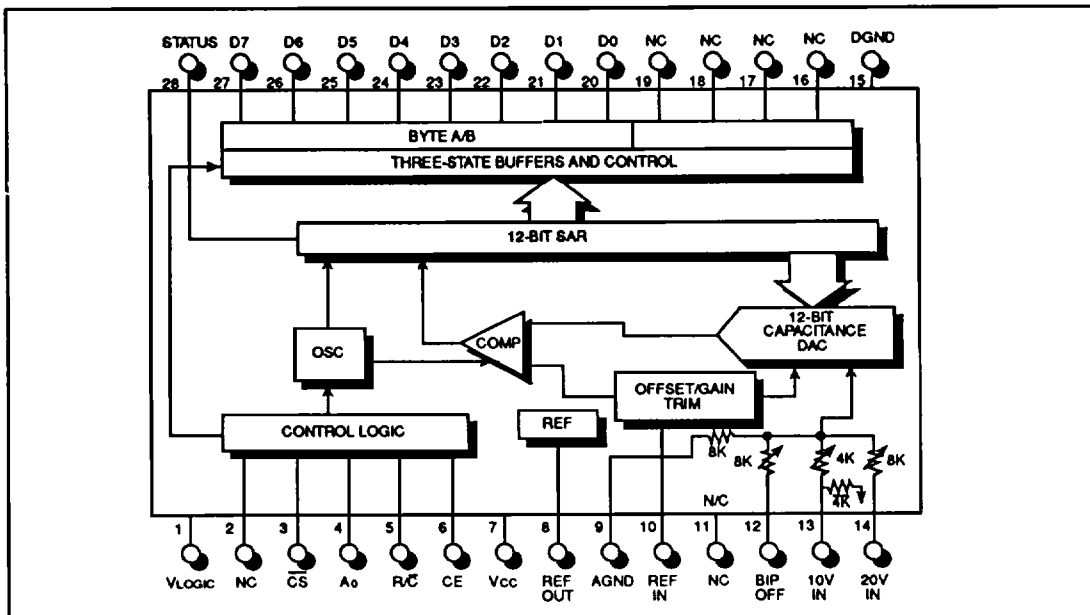 STATUS D7 D6 D5 D4 D3 D2 D1 D0 NC NC NC NC DGND
28 27 26 25 24 23 22 21 20 19 18 17 16 15
BYTE A/B
THREE-STATE BUFFERS AND CONTROL
12-BIT SAR
12-BIT
CAPACITANCE
DAC
COMP
OSC
OFFSET/GAIN
TRIM
REF
CONTROL LOGIC
8K 8K 4K 8K
4K
N/C
1 2 3 4 5 6 7 8 9 10 11 12 13 14
VLOGIC NC C̅S̅ A0 R/C̅ CE VCC REF OUT AGND REF IN NC BIP OFF 10V IN 20V IN